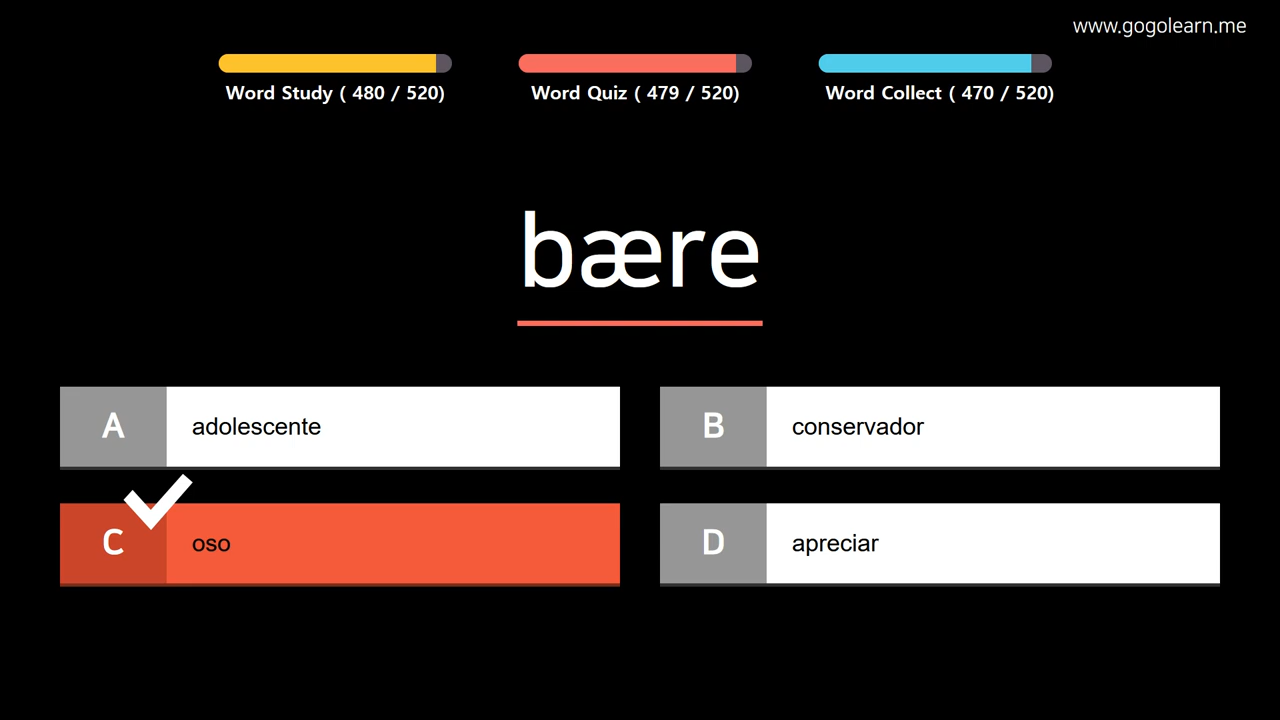 www.gogolearn.me
Word Study ( 480 / 520)
Word Quiz ( 479 / 520)
Word Collect ( 470 / 520)
bære
A adolescente
B conservador
C oso
D apreciar